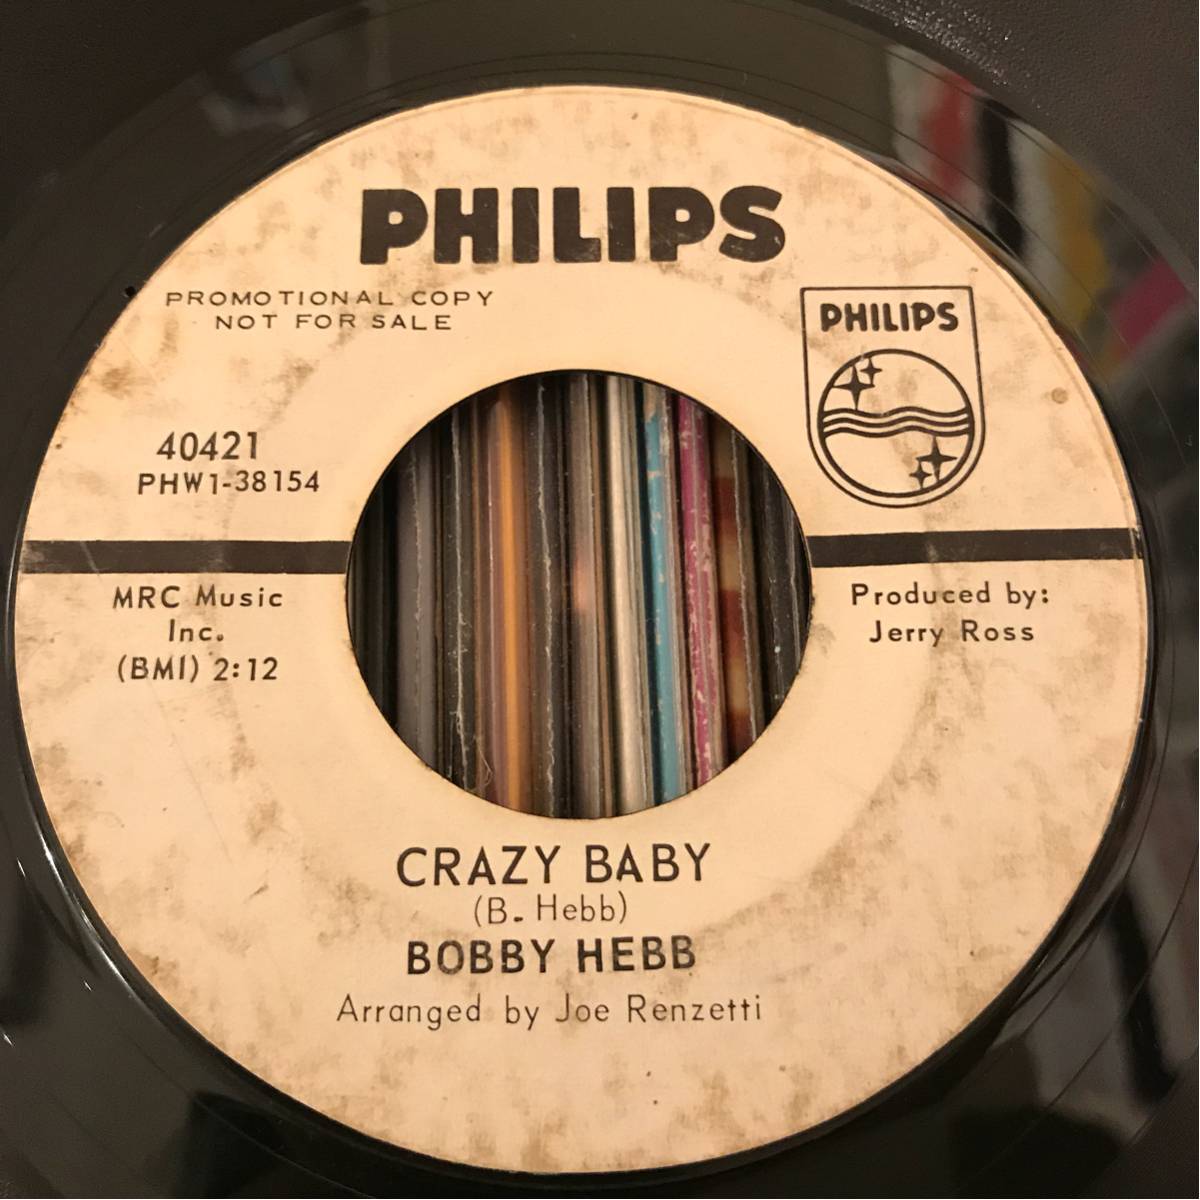 PHILIPS
PROMOTIONAL COPY
NOT FOR SALE
PHILIPS
40421
PHW1-38154
MRC Music
Inc.
(BMI) 2:12
Produced by:
Jerry Ross
CRAZY BABY
(B. Hebb)
BOBBY HEBB
Arranged by Joe Renzetti